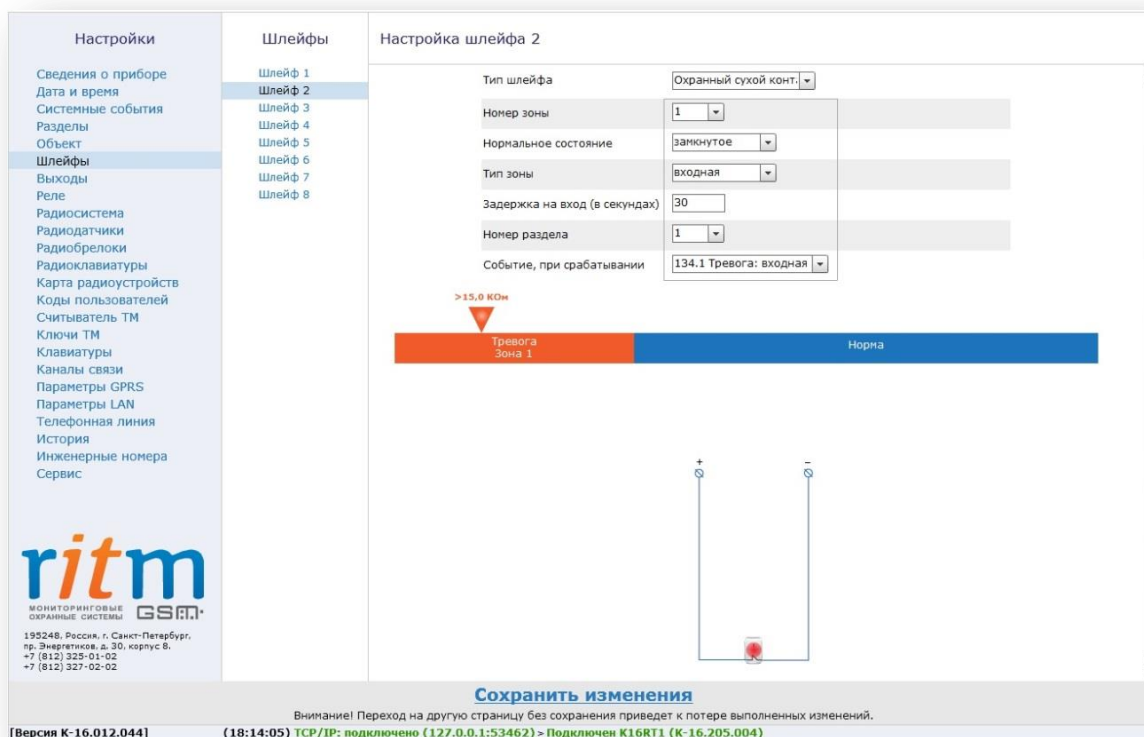 Настройки
Сведения о приборе
Дата и время
Системные события
Разделы
Объект
Шлейфы
Выходы
Реле
Радиосистема
Радиодатчики
Радиобрелоки
Радиоклавиатуры
Карта радиоустройств
Коды пользователей
Считыватель ТМ
Ключи ТМ
Клавиатуры
Каналы связи
Параметры GPRS
Параметры LAN
Телефонная линия
История
Инженерные номера
Сервис
ritm
МОНИТОРИНГОВЫЕ
ОХРАННЫЕ СИСТЕМЫ
GSM
195248, Россия, г. Санкт-Петербург,
пр. Энергетиков, д. 30, корпус 8.
+7 (812) 325-01-02
+7 (812) 327-02-02
Шлейфы
Шлейф 1
Шлейф 2
Шлейф 3
Шлейф 4
Шлейф 5
Шлейф 6
Шлейф 7
Шлейф 8
Настройка шлейфа 2
Тип шлейфа Охранный сухой конт.
Номер зоны 1
Нормальное состояние замкнутое
Тип зоны входная
Задержка на вход (в секундах) 30
Номер раздела 1
Событие, при срабатывании 134.1 Тревога: входная
>15,0 КОм
Тревога
Зона 1
Норма
+ –
Сохранить изменения
Внимание! Переход на другую страницу без сохранения приведет к потере выполненных изменений.
[Версия K-16.012.044] (18:14:05) TCP/IP: подключено (127.0.0.1:53462) > Подключен K16RT1 (K-16.205.004)